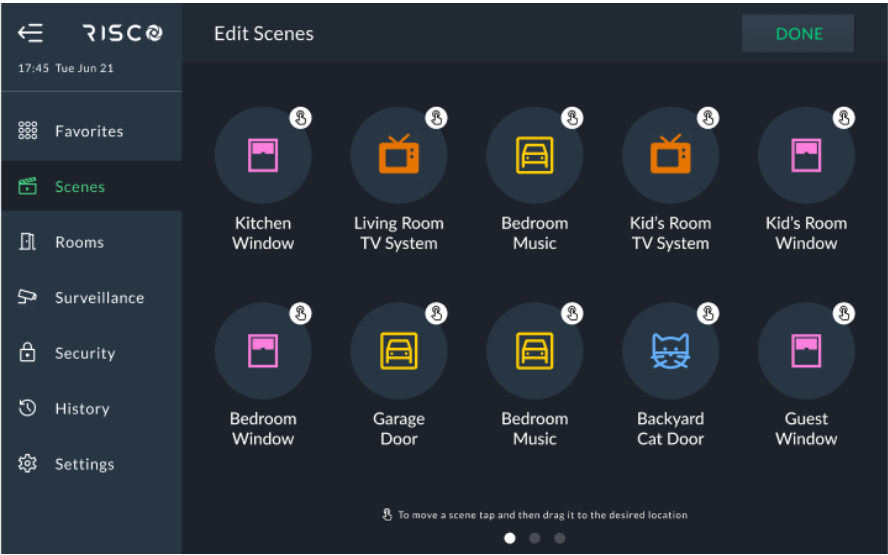 RISCO
Edit Scenes
DONE
17:45 Tue Jun 21
Favorites
Scenes
Rooms
Surveillance
Security
History
Settings
Kitchen
Window
Living Room
TV System
Bedroom
Music
Kid's Room
TV System
Kid's Room
Window
Bedroom
Window
Garage
Door
Bedroom
Music
Backyard
Cat Door
Guest
Window
To move a scene tap and then drag it to the desired location